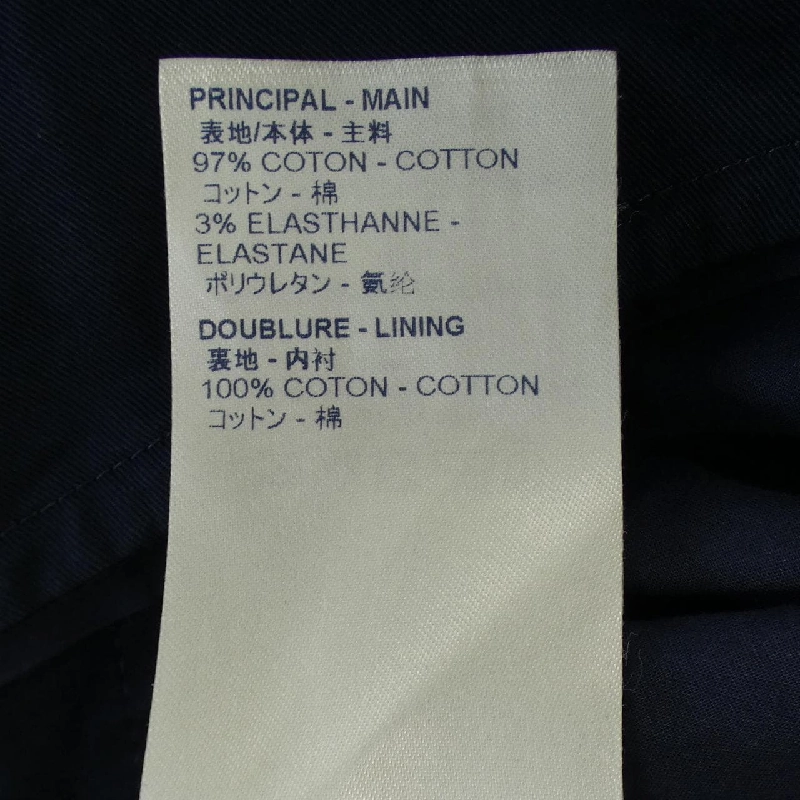 PRINCIPAL - MAIN
表地/本体 - 主料
97% COTON - COTTON
コットン - 棉
3% ELASTHANNE -
ELASTANE
ポリウレタン - 氨纶
DOUBLURE - LINING
裏地 - 内衬
100% COTON - COTTON
コットン - 棉